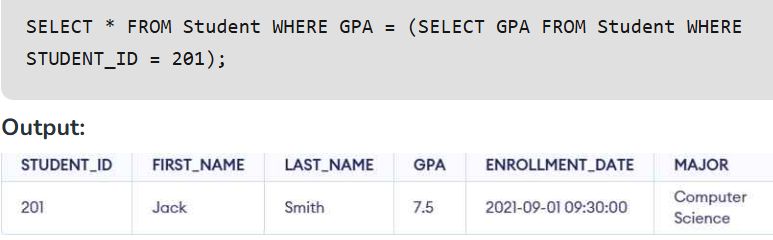 SELECT * FROM Student WHERE GPA = (SELECT GPA FROM Student WHERE
STUDENT_ID = 201);
Output:
STUDENT_ID FIRST_NAME LAST_NAME GPA ENROLLMENT_DATE MAJOR
201 Jack Smith 7.5 2021-09-01 09:30:00 Computer
Science